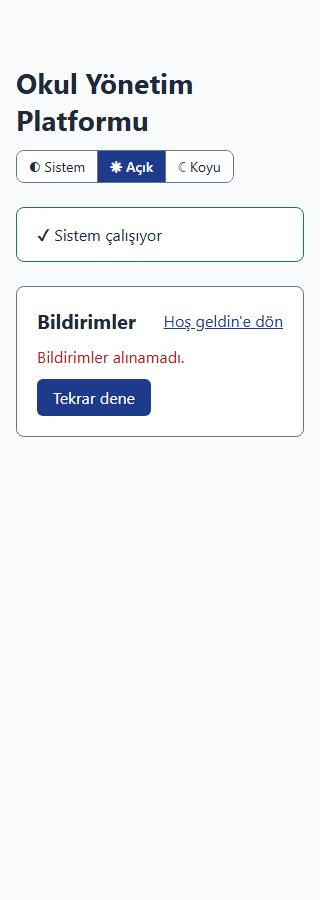 Okul Yönetim
Platformu
◐ Sistem ☀ Açık ☾ Koyu
✓ Sistem çalışıyor
Bildirimler Hoş geldin'e dön
Bildirimler alınamadı.
Tekrar dene